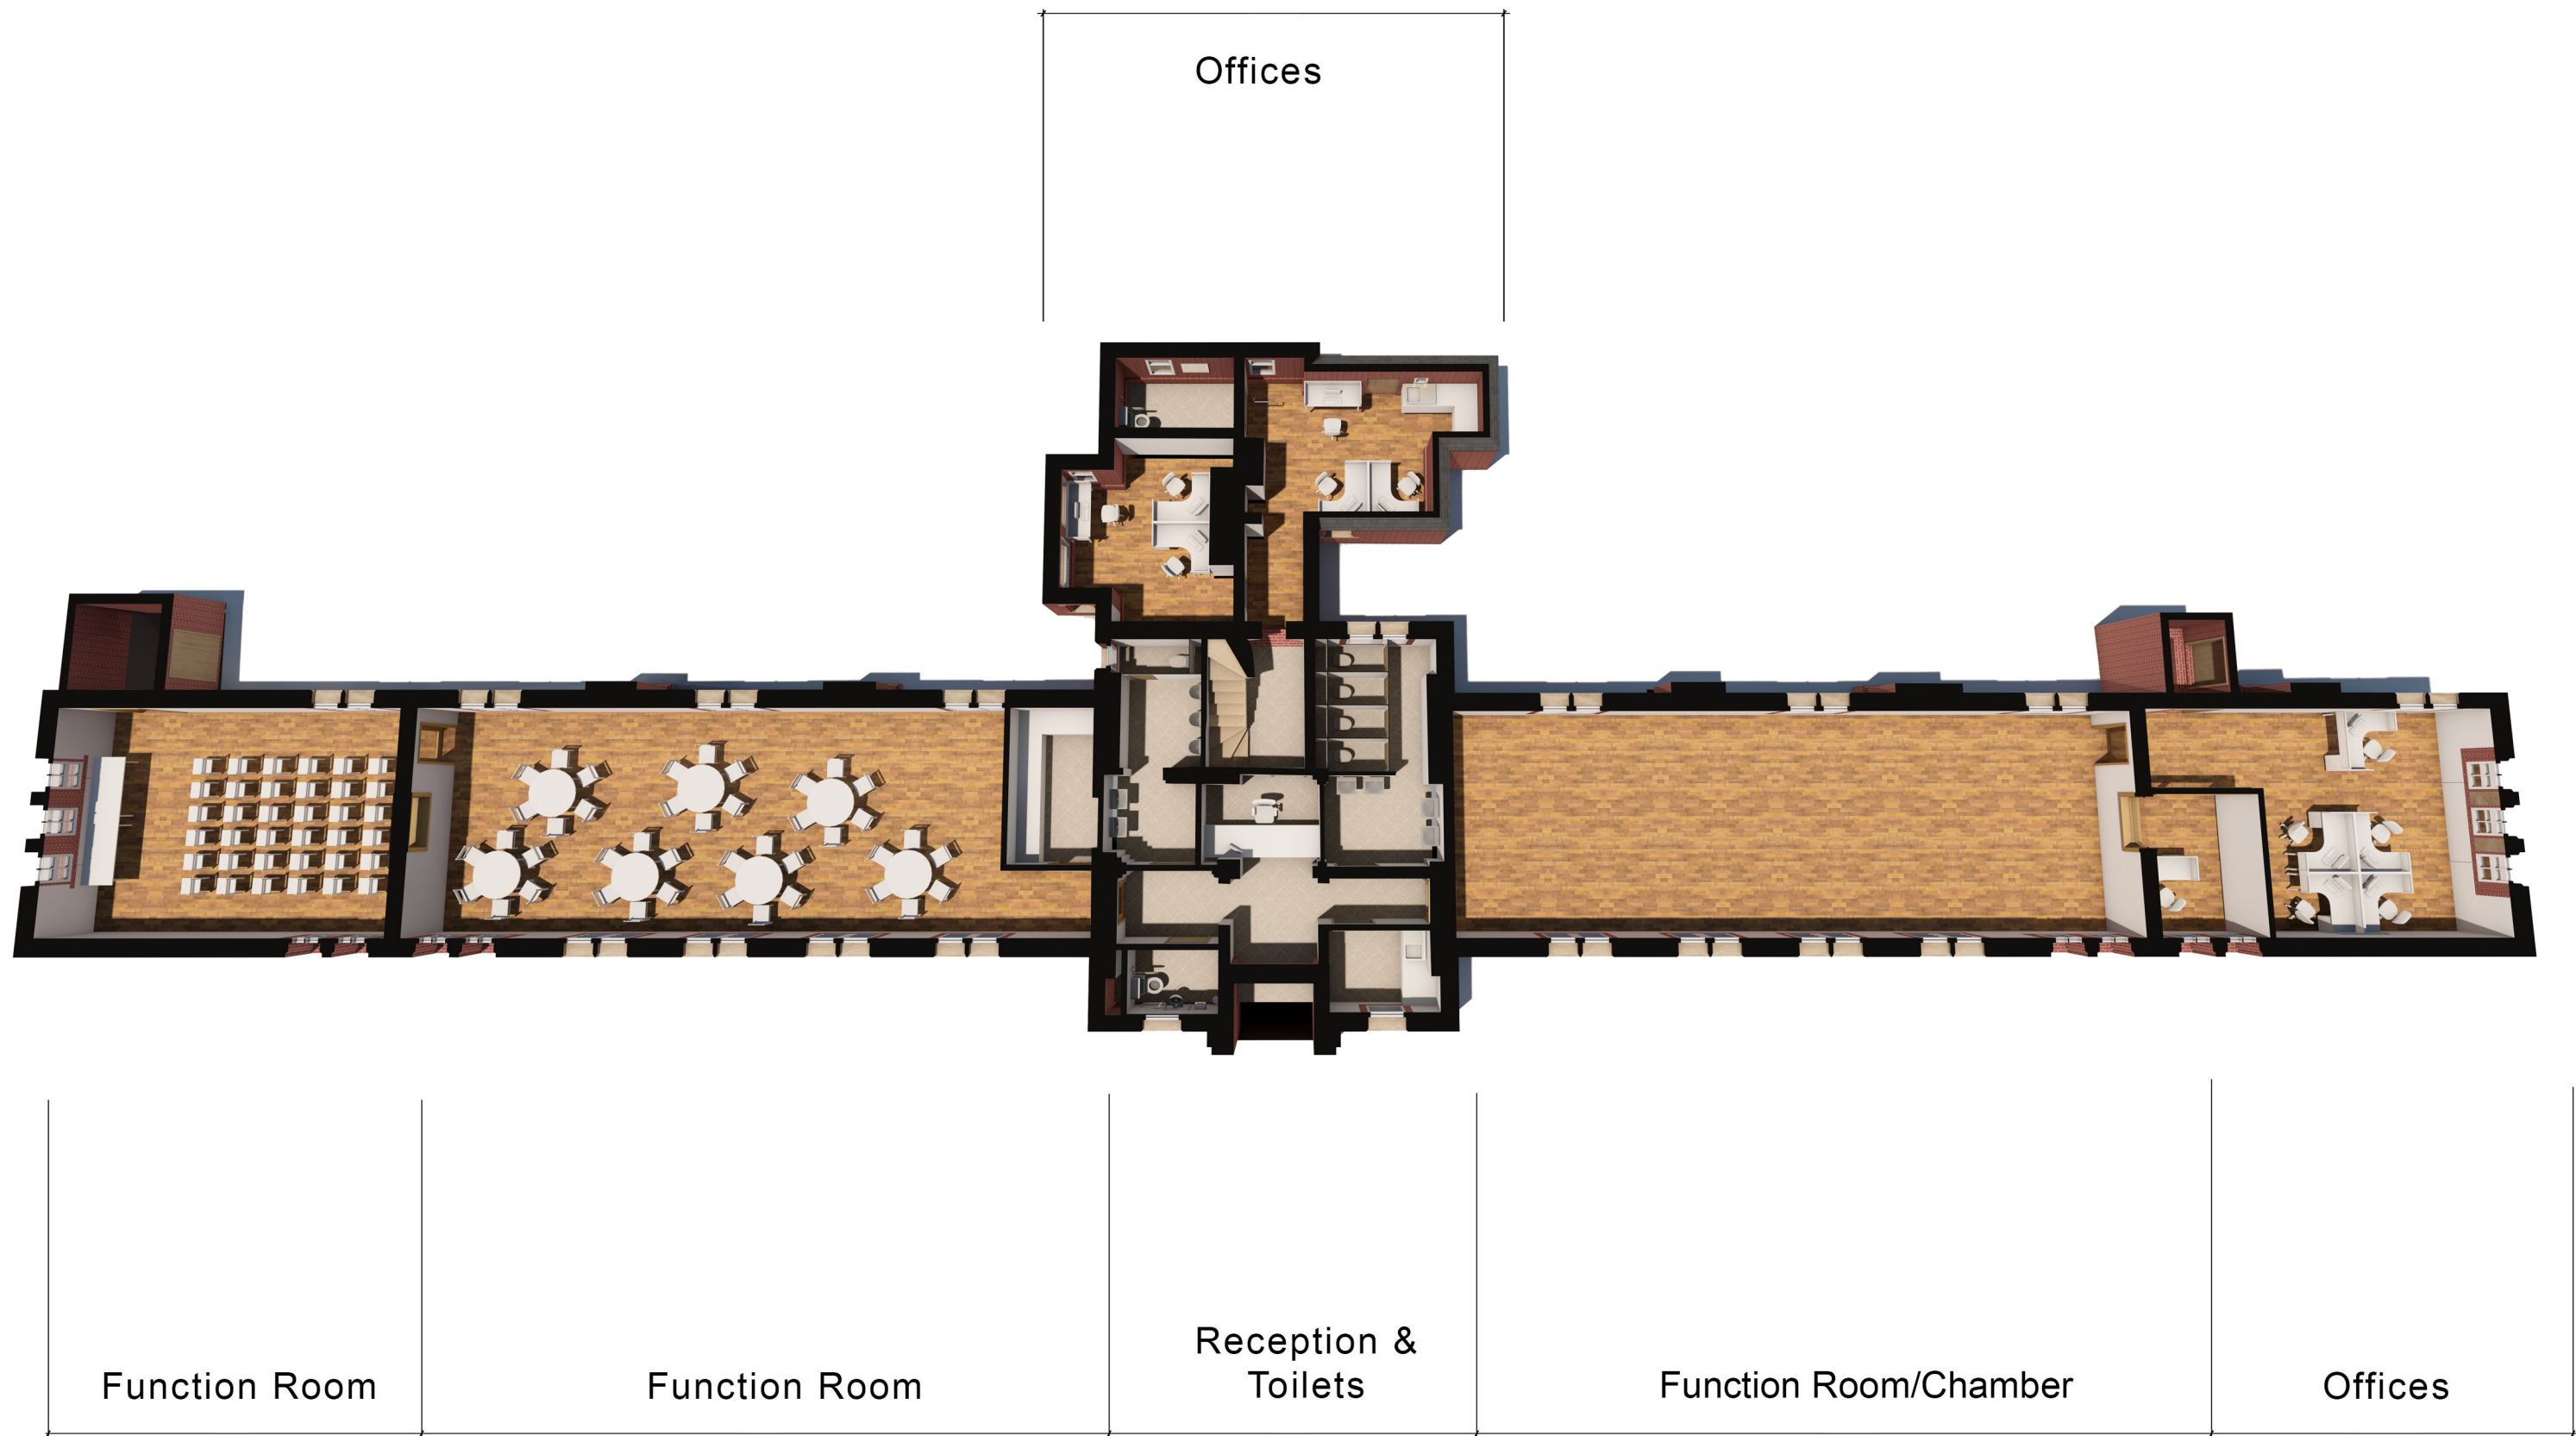 Offices
Function Room
Function Room
Reception &
Toilets
Function Room/Chamber
Offices